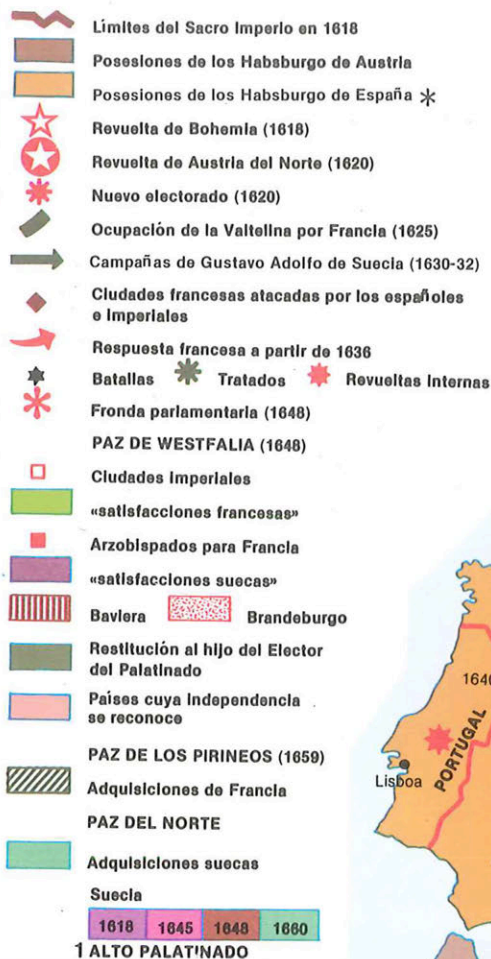 Límites del Sacro Imperio en 1618
Posesiones de los Habsburgo de Austria
Posesiones de los Habsburgo de España *
Revuelta de Bohemia (1618)
Revuelta de Austria del Norte (1620)
Nuevo electorado (1620)
Ocupación de la Valtelina por Francia (1625)
Campañas de Gustavo Adolfo de Suecia (1630-32)
Ciudades francesas atacadas por los españoles
e Imperiales
Respuesta francesa a partir de 1636
Batallas Tratados Revueltas Internas
Fronda parlamentaria (1648)
PAZ DE WESTFALIA (1648)
Ciudades Imperiales
«satisfacciones francesas»
Arzobispados para Francia
«satisfacciones suecas»
Baviera Brandeburgo
Restitución al hijo del Elector
del Palatinado
Países cuya Independencia
se reconoce
PAZ DE LOS PIRINEOS (1659)
Adquisiciones de Francia
PAZ DEL NORTE
Adquisiciones suecas
Suecia
1618 1645 1648 1660
1 ALTO PALATINADO
PORTUGAL
Lisboa